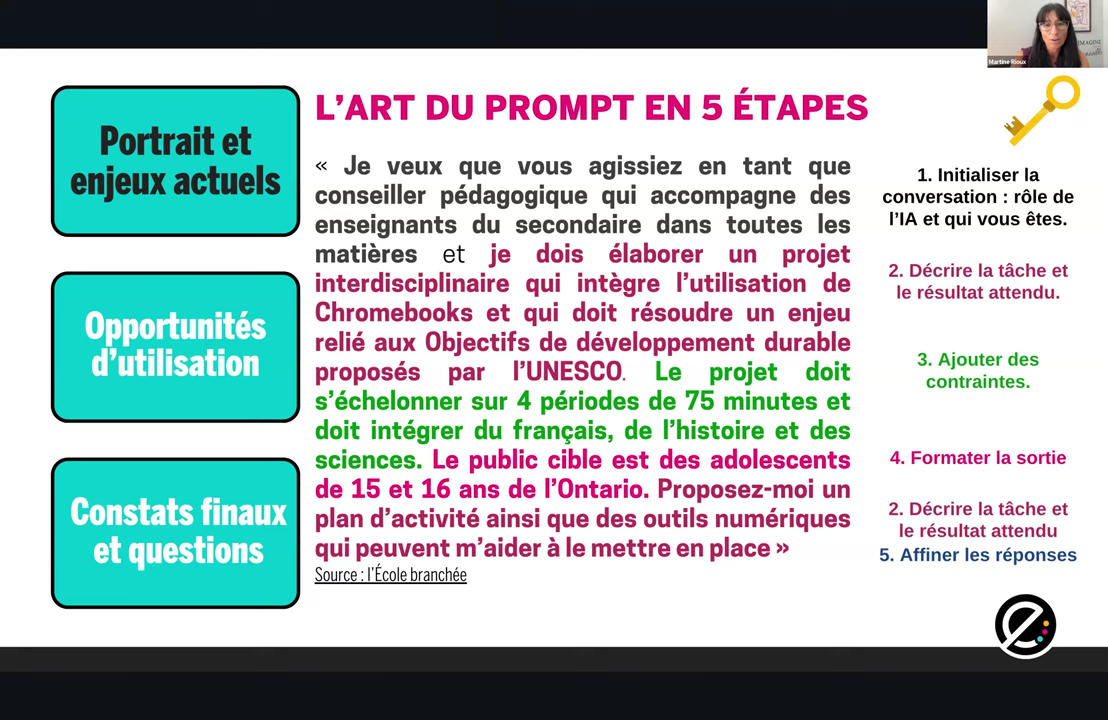 Martine Rioux
Portrait et
enjeux actuels
Opportunités
d’utilisation
Constats finaux
et questions
L’ART DU PROMPT EN 5 ÉTAPES
« Je veux que vous agissiez en tant que
conseiller pédagogique qui accompagne des
enseignants du secondaire dans toutes les
matières et je dois élaborer un projet
interdisciplinaire qui intègre l’utilisation de
Chromebooks et qui doit résoudre un enjeu
relié aux Objectifs de développement durable
proposés par l’UNESCO. Le projet doit
s’échelonner sur 4 périodes de 75 minutes et
doit intégrer du français, de l’histoire et des
sciences. Le public cible est des adolescents
de 15 et 16 ans de l’Ontario. Proposez-moi un
plan d’activité ainsi que des outils numériques
qui peuvent m’aider à le mettre en place »
Source : l’École branchée
1. Initialiser la
conversation : rôle de
l’IA et qui vous êtes.
2. Décrire la tâche et
le résultat attendu.
3. Ajouter des
contraintes.
4. Formater la sortie
2. Décrire la tâche et
le résultat attendu
5. Affiner les réponses